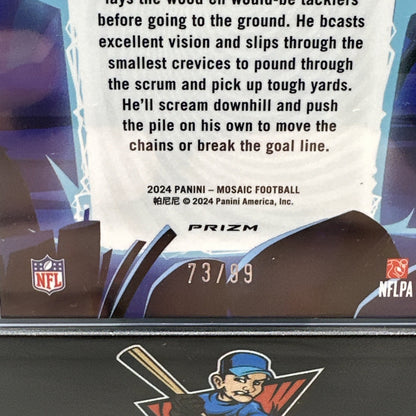 lays the wood on would-be tacklers
before going to the ground. He bcasts
excellent vision and slips through the
smallest crevices to pound through
the scrum and pick up tough yards.
He'll scream downhill and push
the pile on his own to move the
chains or break the goal line.
2024 PANINI – MOSAIC FOOTBALL
帕尼尼 © 2024 Panini America, Inc.
PRIZM
73/99
NFL
NFLPA